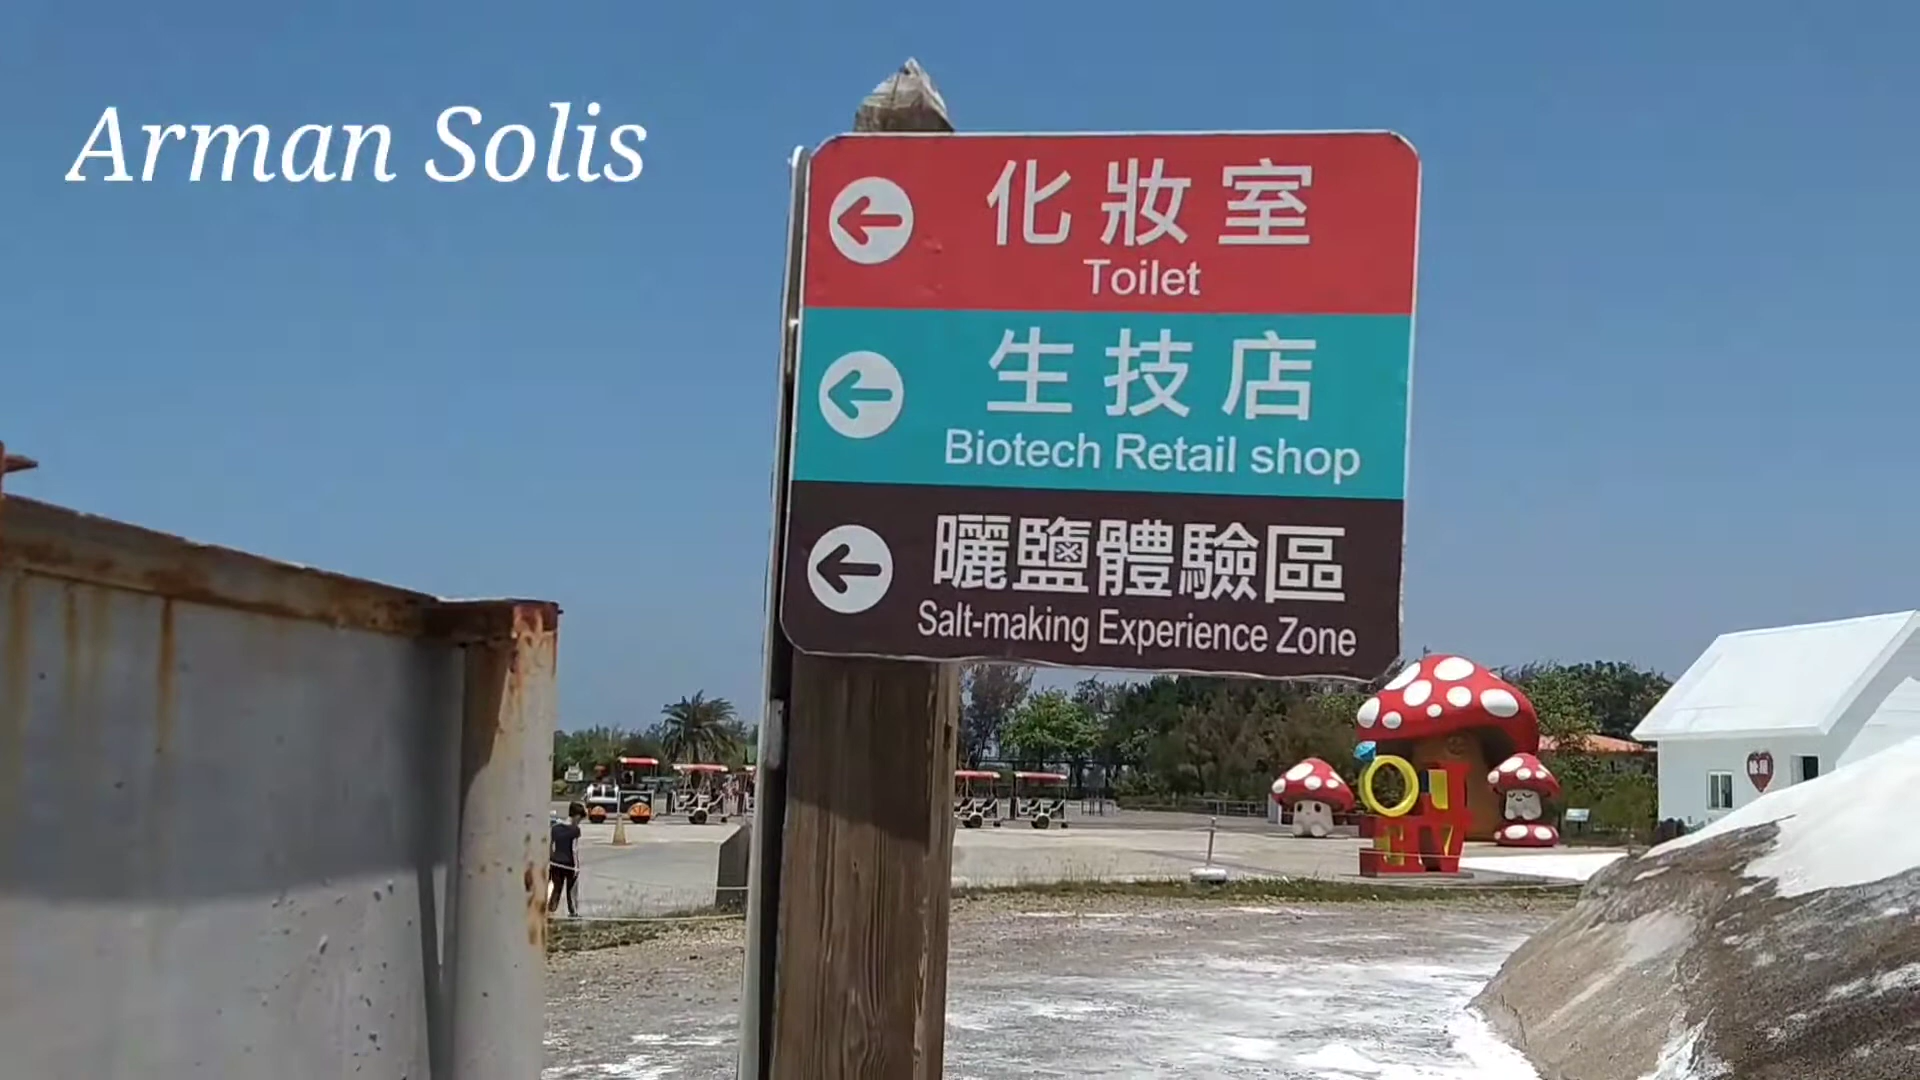 Arman Solis
化妝室
Toilet
生技店
Biotech Retail shop
曬鹽體驗區
Salt-making Experience Zone